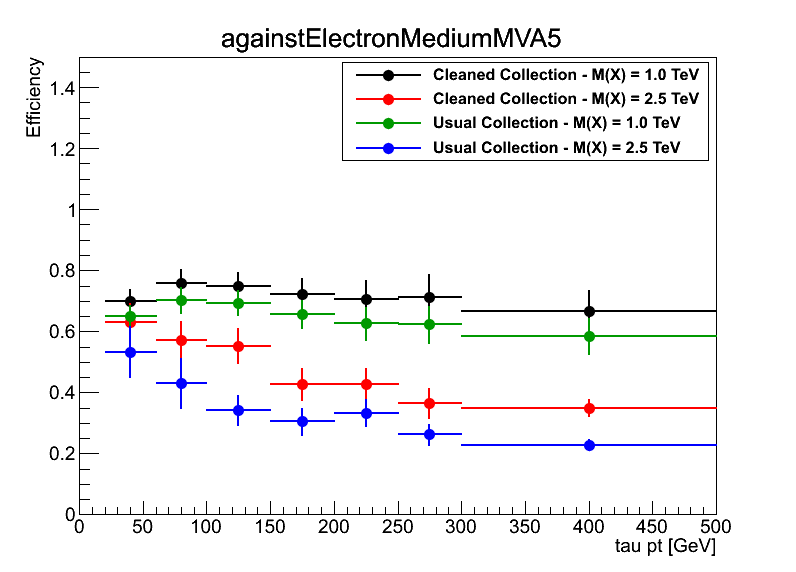 againstElectronMediumMVA5
Efficiency
Cleaned Collection - M(X) = 1.0 TeV
Cleaned Collection - M(X) = 2.5 TeV
Usual Collection - M(X) = 1.0 TeV
Usual Collection - M(X) = 2.5 TeV
1.4
1.2
1
0.8
0.6
0.4
0.2
0
0 50 100 150 200 250 300 350 400 450 500
tau pt [GeV]